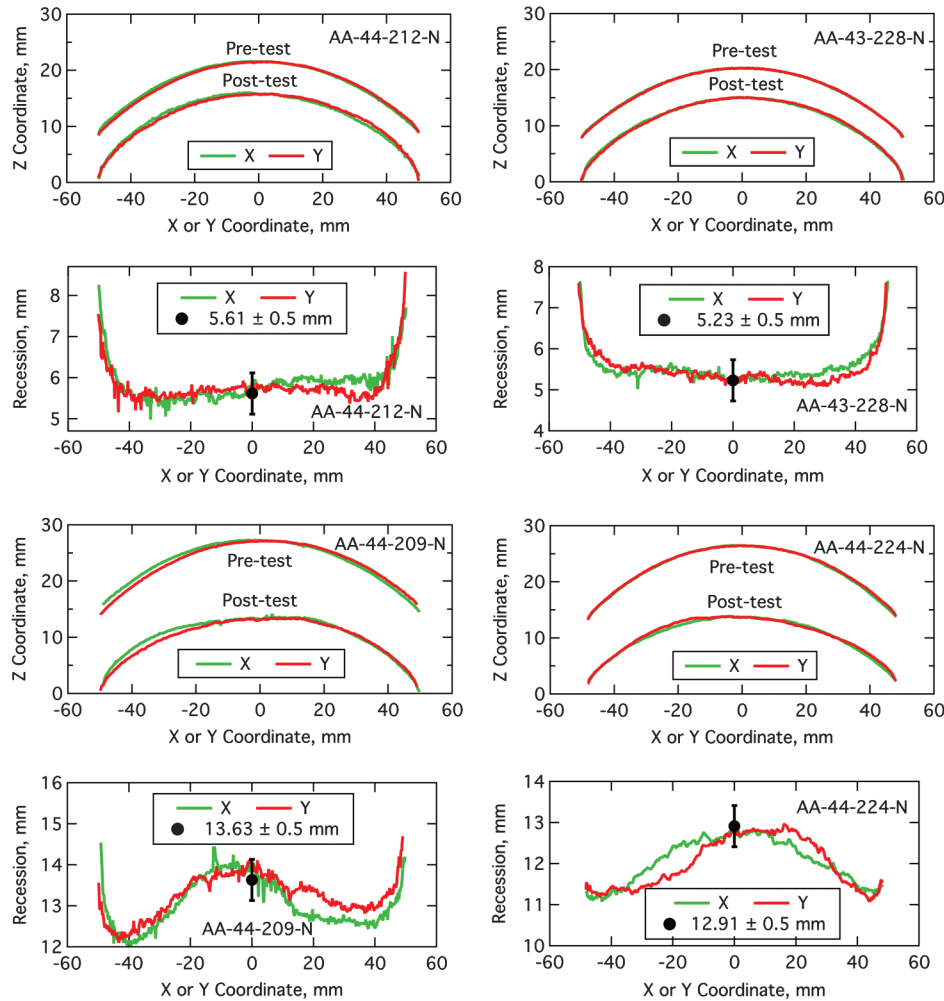 AA-44-212-N
Pre-test
Post-test
X Y
Z Coordinate, mm
30
20
10
0
-60 -40 -20 0 20 40 60
X or Y Coordinate, mm
AA-43-228-N
Pre-test
Post-test
X Y
Z Coordinate, mm
30
20
10
0
-60 -40 -20 0 20 40 60
X or Y Coordinate, mm
X Y
5.61 ± 0.5 mm
AA-44-212-N
Recession, mm
8
7
6
5
-60 -40 -20 0 20 40 60
X or Y Coordinate, mm
X Y
5.23 ± 0.5 mm
AA-43-228-N
Recession, mm
8
7
6
5
4
-60 -40 -20 0 20 40 60
X or Y Coordinate, mm
AA-44-209-N
Pre-test
Post-test
X Y
Z Coordinate, mm
30
20
10
0
-60 -40 -20 0 20 40 60
X or Y Coordinate, mm
AA-44-224-N
Pre-test
Post-test
X Y
Z Coordinate, mm
30
20
10
0
-60 -40 -20 0 20 40 60
X or Y Coordinate, mm
X Y
13.63 ± 0.5 mm
AA-44-209-N
Recession, mm
16
15
14
13
12
-60 -40 -20 0 20 40 60
X or Y Coordinate, mm
AA-44-224-N
X Y
12.91 ± 0.5 mm
Recession, mm
14
13
12
11
10
-60 -40 -20 0 20 40 60
X or Y Coordinate, mm